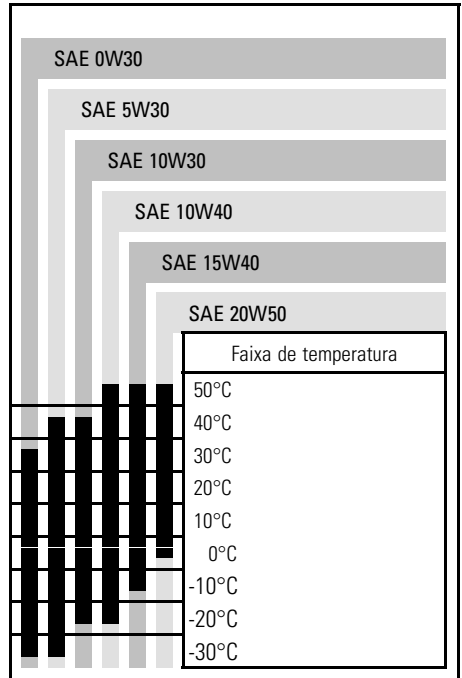 SAE 0W30
SAE 5W30
SAE 10W30
SAE 10W40
SAE 15W40
SAE 20W50
Faixa de temperatura
50°C
40°C
30°C
20°C
10°C
0°C
-10°C
-20°C
-30°C